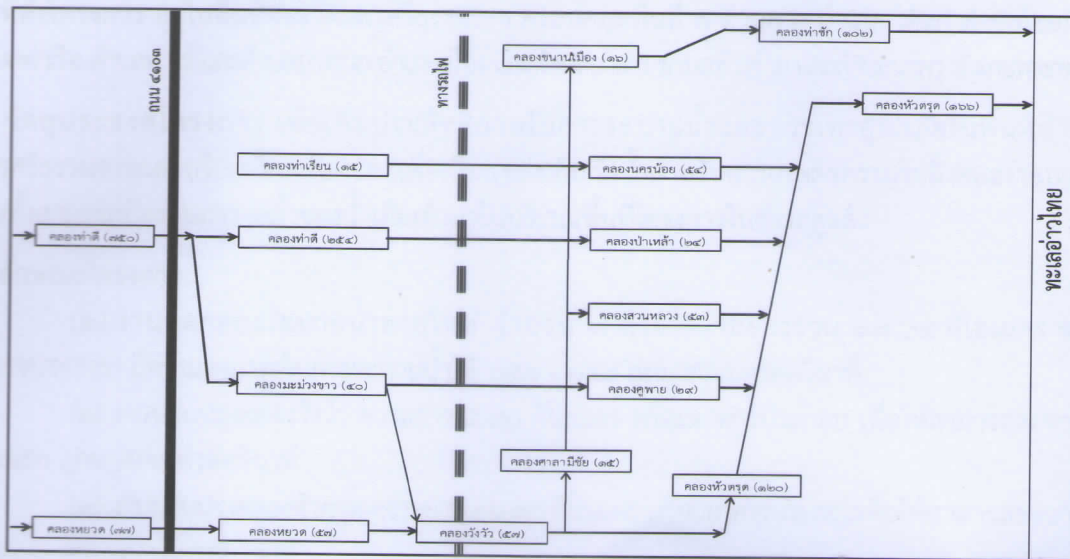 คลองท่าซัก (๑๐๒)
คลองชนานเมือง (๑๖)
คลองหัวตรุด (๑๖๖)
ถนน ๔๑๐๓
ทางรถไฟ
ทะเลอ่าวไทย
คลองท่าเรียน (๑๕)
คลองนครน้อย (๕๔)
คลองท่าดี (๗๕๐)
คลองท่าดี (๒๕๔)
คลองป่าเหล้า (๒๔)
คลองสวนหลวง (๕๓)
คลองมะม่วงขาว (๔๐)
คลองคูพาย (๒๙)
คลองศาลามีชัย (๓๕)
คลองหัวตรุด (๑๒๐)
คลองหยวด (๗๗)
คลองหยวด (๕๗)
คลองวังวัว (๕๗)